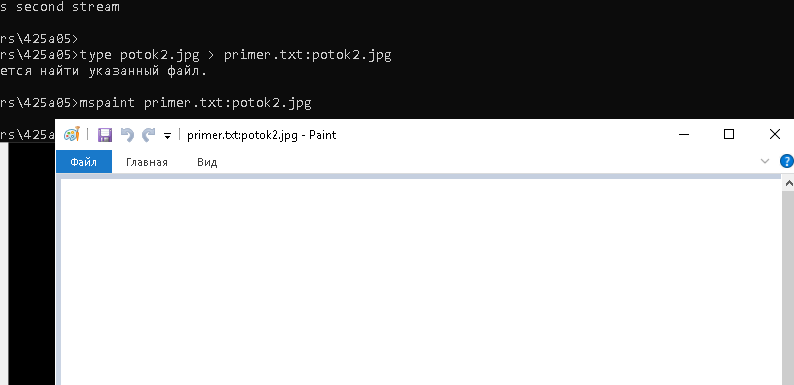 s second stream
rs\425a05>
rs\425a05>type potok2.jpg > primer.txt:potok2.jpg
ется найти указанный файл.
rs\425a05>mspaint primer.txt:potok2.jpg
rs\425a
primer.txt:potok2.jpg - Paint
Файл Главная Вид